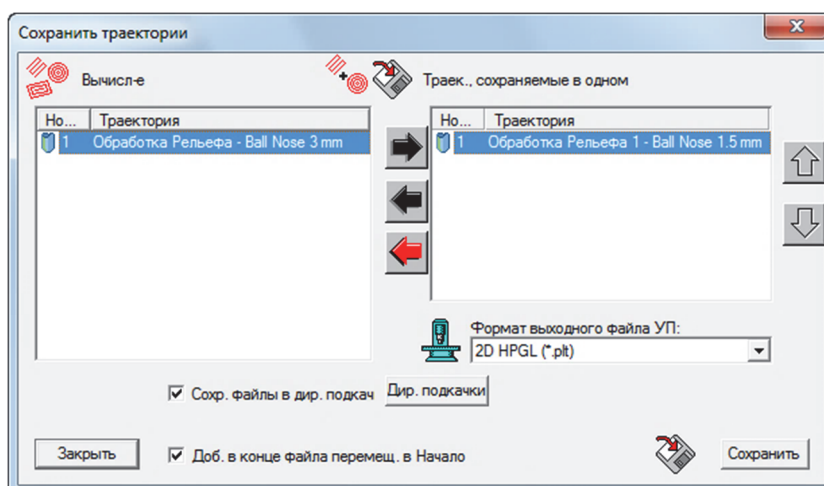 Сохранить траектории
Вычисл-е
Траек., сохраняемые в одном
Но... Траектория
1 Обработка Рельефа - Ball Nose 3 mm
Но... Траектория
1 Обработка Рельефа 1 - Ball Nose 1.5 mm
Формат выходного файла УП:
2D HPGL (*.plt)
Сохр. файлы в дир. подкач
Дир. подкачки
Закрыть
Доб. в конце файла перемещ. в Начало
Сохранить